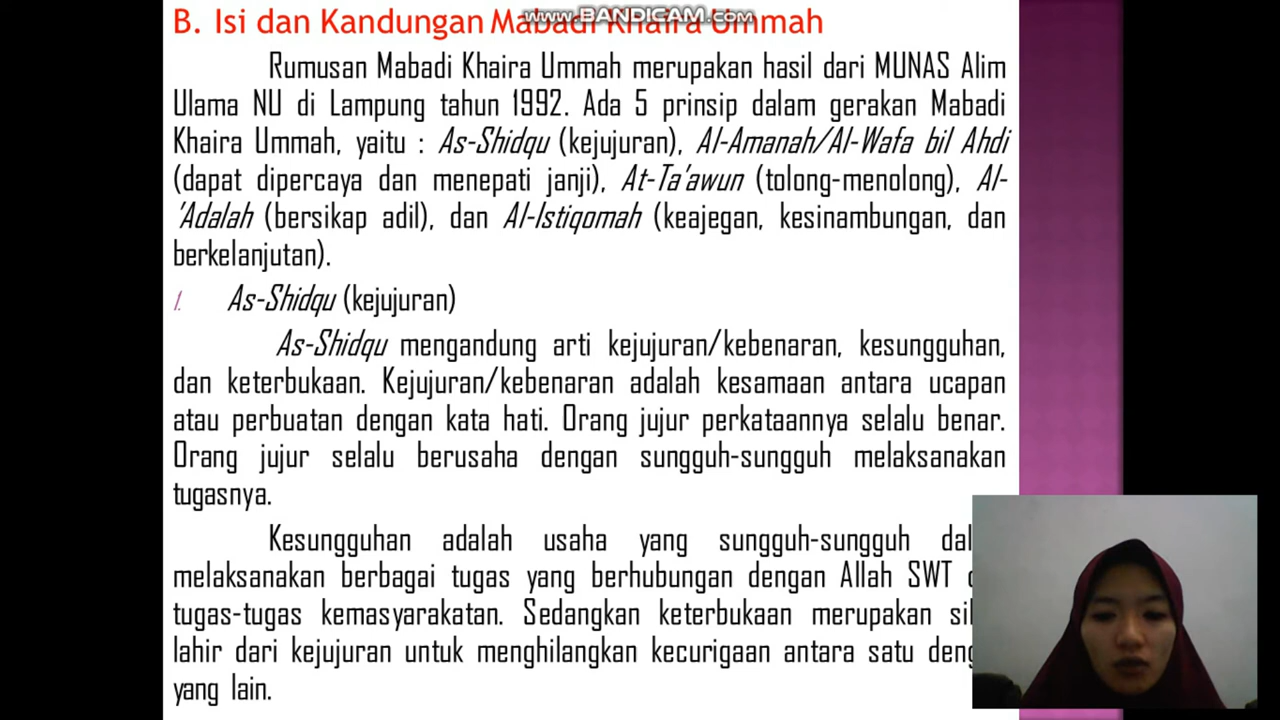 www.BANDICAM.com
B. Isi dan Kandungan Mabadi Khaira Ummah
Rumusan Mabadi Khaira Ummah merupakan hasil dari MUNAS Alim
Ulama NU di Lampung tahun 1992. Ada 5 prinsip dalam gerakan Mabadi
Khaira Ummah, yaitu : As-Shidqu (kejujuran), Al-Amanah/Al-Wafa bil Ahdi
(dapat dipercaya dan menepati janji), At-Ta'awun (tolong-menolong), Al-
'Adalah (bersikap adil), dan Al-Istiqomah (keajegan, kesinambungan, dan
berkelanjutan).
1. As-Shidqu (kejujuran)
As-Shidqu mengandung arti kejujuran/kebenaran, kesungguhan,
dan keterbukaan. Kejujuran/kebenaran adalah kesamaan antara ucapan
atau perbuatan dengan kata hati. Orang jujur perkataannya selalu benar.
Orang jujur selalu berusaha dengan sungguh-sungguh melaksanakan
tugasnya.
Kesungguhan adalah usaha yang sungguh-sungguh
melaksanakan berbagai tugas yang berhubungan dengan Allah SWT
tugas-tugas kemasyarakatan. Sedangkan keterbukaan merupakan
lahir dari kejujuran untuk menghilangkan kecurigaan antara satu
yang lain.